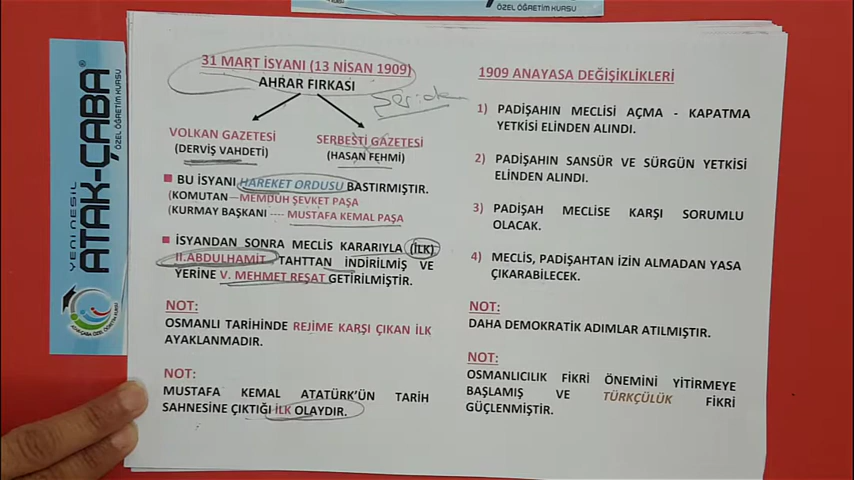 ÖZEL ÖĞRETİM KURSU
YENİ NESİL
ATAK-ÇABA®
ÖZEL ÖĞRETİM KURSU
31 MART İSYANI (13 NİSAN 1909)
AHRAR FIRKASI
VOLKAN GAZETESİ
(DERVİŞ VAHDETİ)
SERBESTİ GAZETESİ
(HASAN FEHMİ)
BU İSYANI HAREKET ORDUSU BASTIRMIŞTIR.
(KOMUTAN—MEMDUH ŞEVKET PAŞA
(KURMAY BAŞKANI ---- MUSTAFA KEMAL PAŞA
İSYANDAN SONRA MECLİS KARARIYLA (İLK)
II.ABDULHAMİT TAHTTAN İNDİRİLMİŞ VE
YERİNE V. MEHMET REŞAT GETİRİLMİŞTİR.
NOT:
OSMANLI TARİHİNDE REJİME KARŞI ÇIKAN İLK
AYAKLANMADIR.
NOT:
MUSTAFA KEMAL ATATÜRK'ÜN TARİH
SAHNESİNE ÇIKTIĞI İLK OLAYDIR.
1909 ANAYASA DEĞİŞİKLİKLERİ
1) PADİŞAHIN MECLİSİ AÇMA - KAPATMA
YETKİSİ ELİNDEN ALINDI.
2) PADİŞAHIN SANSÜR VE SÜRGÜN YETKİSİ
ELİNDEN ALINDI.
3) PADİŞAH MECLİSE KARŞI SORUMLU
OLACAK.
4) MECLİS, PADİŞAHTAN İZİN ALMADAN YASA
ÇIKARABİLECEK.
NOT:
DAHA DEMOKRATİK ADIMLAR ATILMIŞTIR.
NOT:
OSMANLICILIK FİKRİ ÖNEMİNİ YİTİRMEYE
BAŞLAMIŞ VE TÜRKÇÜLÜK FİKRİ
GÜÇLENMİŞTİR.